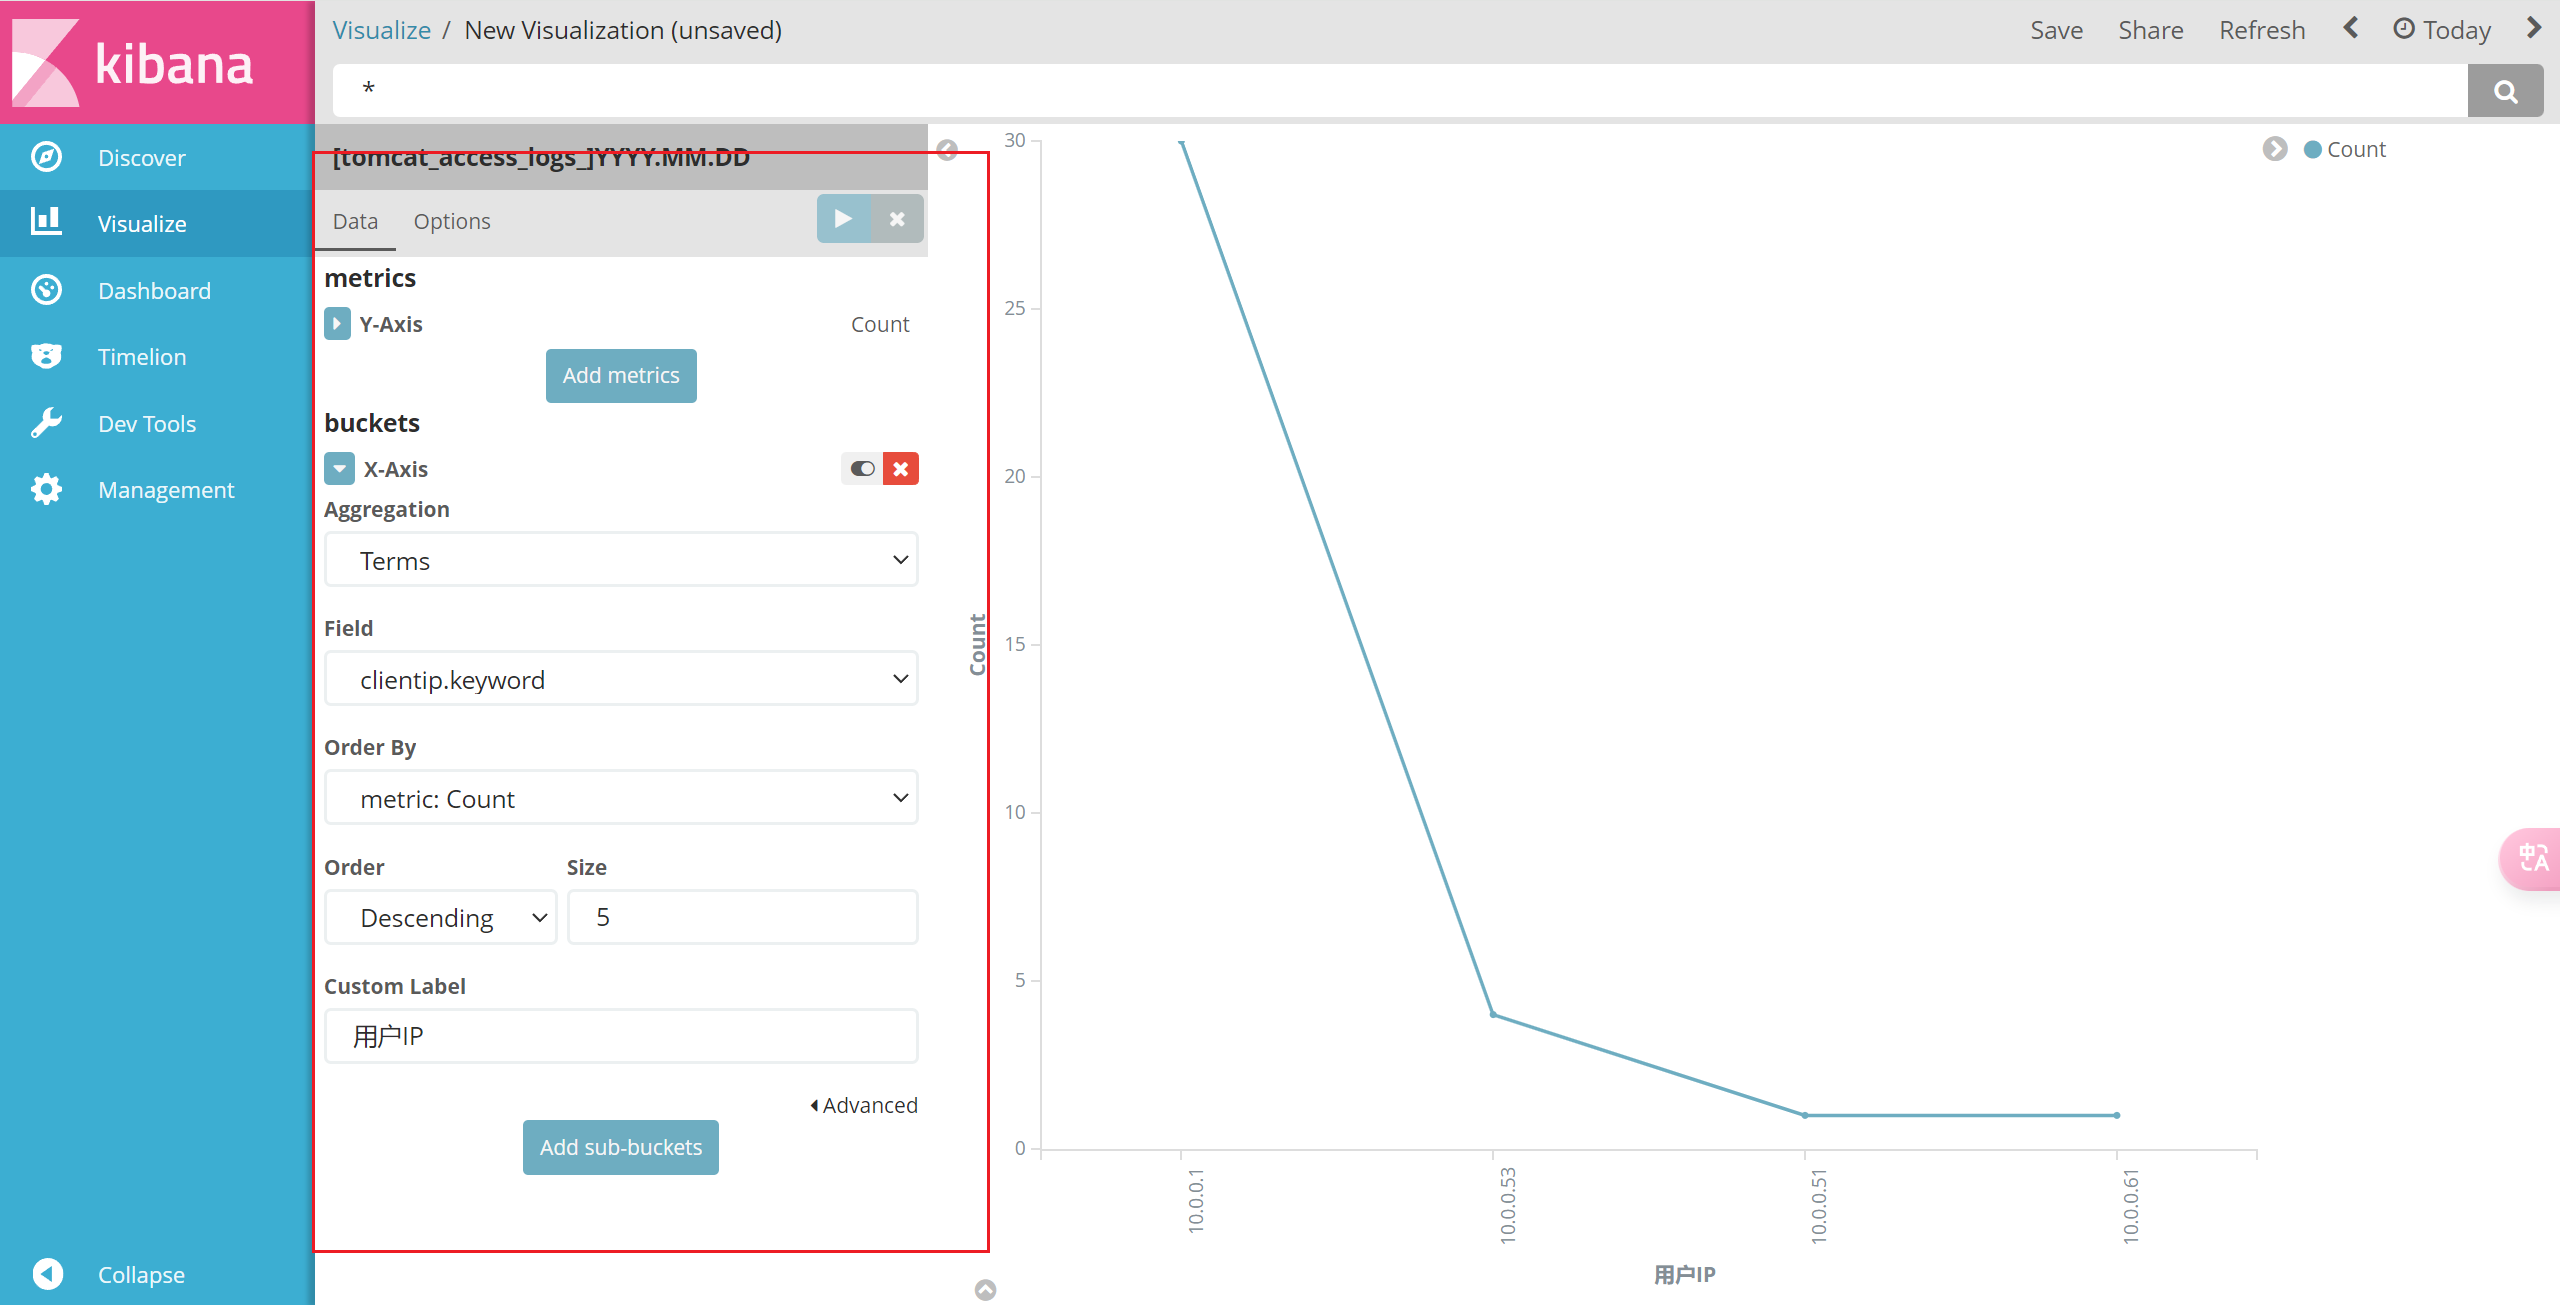 kibana
Discover
Visualize
Dashboard
Timelion
Dev Tools
Management
Collapse
Visualize / New Visualization (unsaved)
Save Share Refresh Today
*
[tomcat_access_logs_]YYYY.MM.DD
Data Options
metrics
Y-Axis Count
Add metrics
buckets
X-Axis
Aggregation
Terms
Field
clientip.keyword
Order By
metric: Count
Order Size
Descending 5
Custom Label
用户IP
Advanced
Add sub-buckets
Count
30
25
20
15
10
5
0
10.0.0.1
10.0.0.53
10.0.0.51
10.0.0.61
用户IP
Count
中A